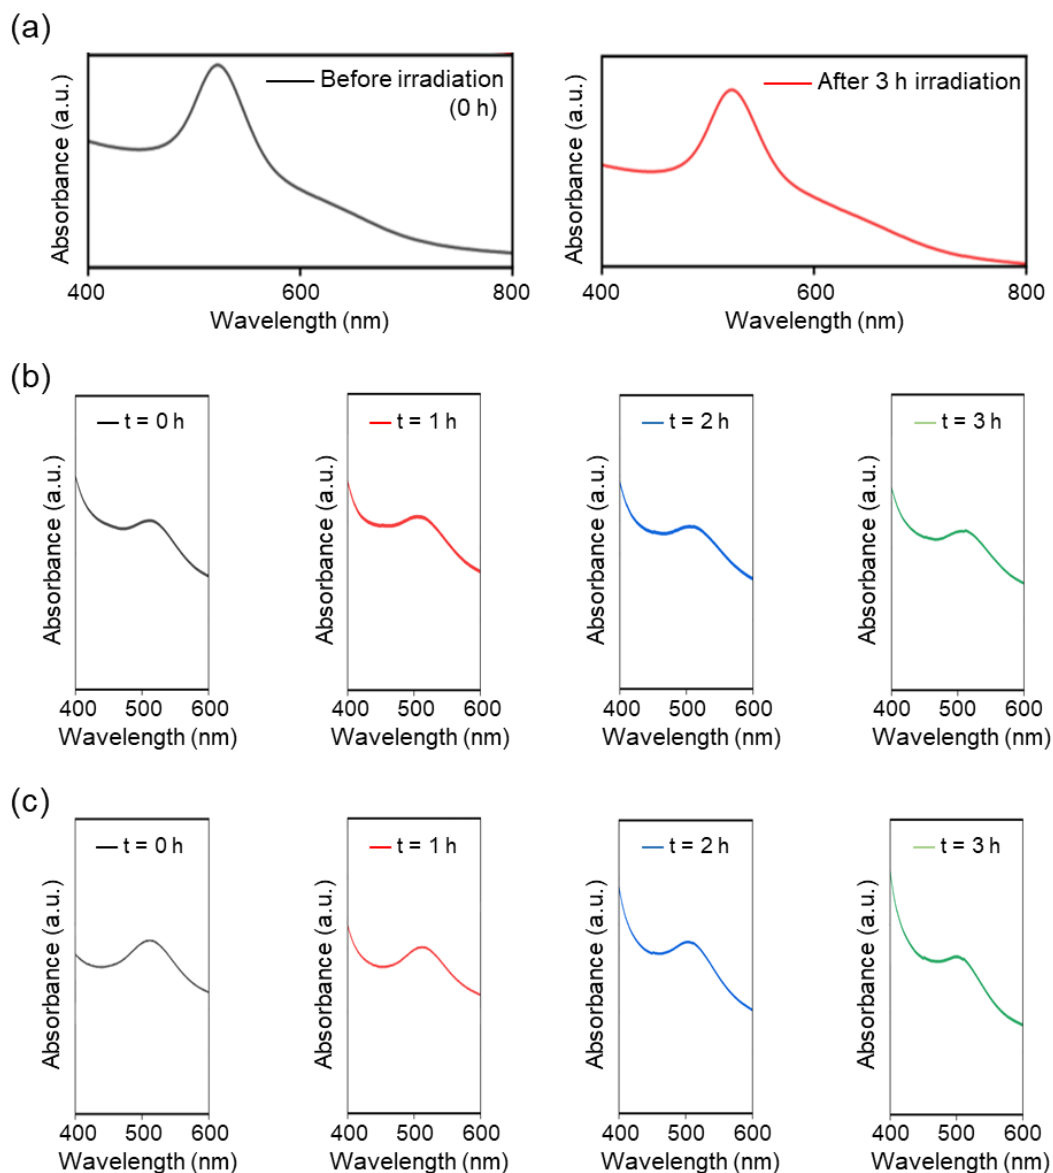 (a)
Before irradiation
(0 h)
After 3 h irradiation
Absorbance (a.u.)
Absorbance (a.u.)
400
600
800
400
600
800
Wavelength (nm)
Wavelength (nm)
(b)
t = 0 h
t = 1 h
t = 2 h
t = 3 h
Absorbance (a.u.)
Absorbance (a.u.)
Absorbance (a.u.)
Absorbance (a.u.)
400 500 600
400 500 600
400 500 600
400 500 600
Wavelength (nm)
Wavelength (nm)
Wavelength (nm)
Wavelength (nm)
(c)
t = 0 h
t = 1 h
t = 2 h
t = 3 h
Absorbance (a.u.)
Absorbance (a.u.)
Absorbance (a.u.)
Absorbance (a.u.)
400 500 600
400 500 600
400 500 600
400 500 600
Wavelength (nm)
Wavelength (nm)
Wavelength (nm)
Wavelength (nm)